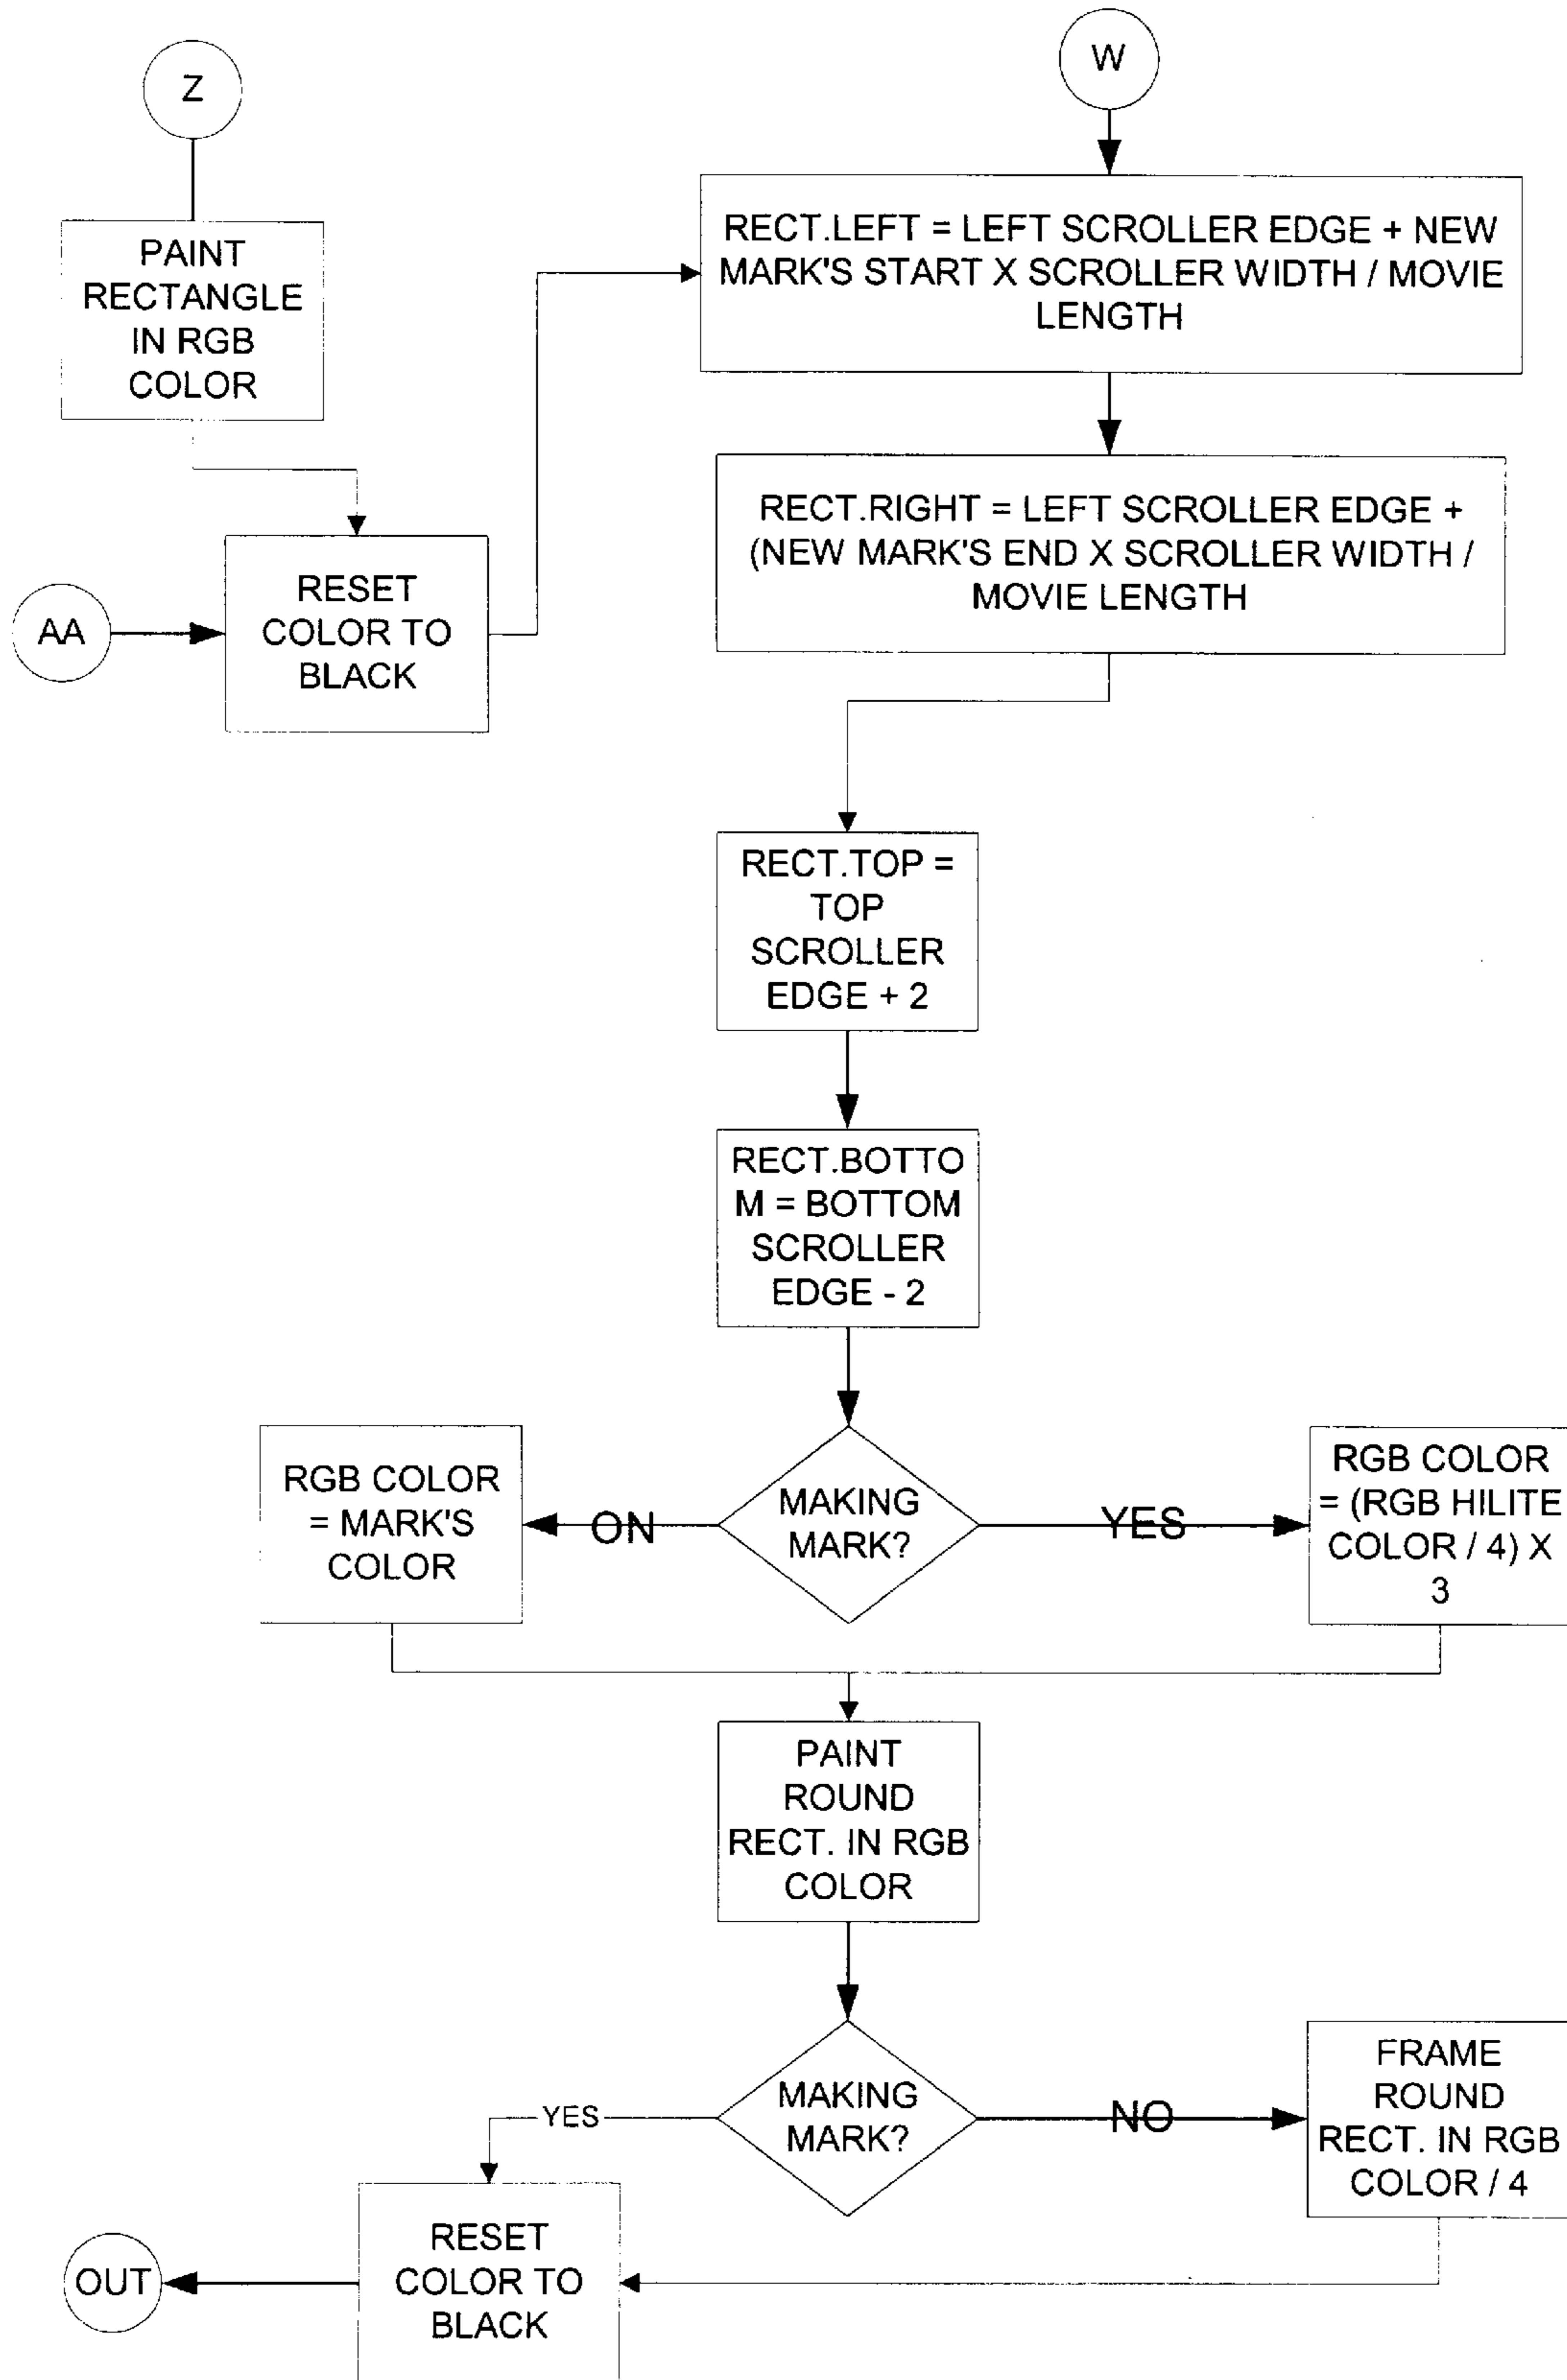 Z
W
PAINT
RECTANGLE
IN RGB
COLOR
RECT.LEFT = LEFT SCROLLER EDGE + NEW
MARK'S START X SCROLLER WIDTH / MOVIE
LENGTH
RECT.RIGHT = LEFT SCROLLER EDGE +
(NEW MARK'S END X SCROLLER WIDTH /
MOVIE LENGTH
AA
RESET
COLOR TO
BLACK
RECT.TOP =
TOP
SCROLLER
EDGE + 2
RECT.BOTTO
M = BOTTOM
SCROLLER
EDGE - 2
RGB COLOR
= MARK'S
COLOR
ON
MAKING
MARK?
YES
RGB COLOR
= (RGB HILITE
COLOR / 4) X
3
PAINT
ROUND
RECT. IN RGB
COLOR
YES
MAKING
MARK?
NO
FRAME
ROUND
RECT. IN RGB
COLOR / 4
OUT
RESET
COLOR TO
BLACK